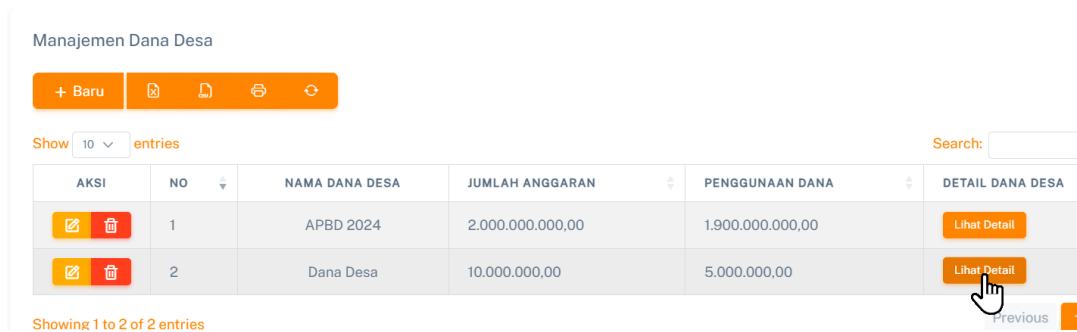 Manajemen Dana Desa
+ Baru
Show 10 entries Search:
AKSI NO NAMA DANA DESA JUMLAH ANGGARAN PENGGUNAAN DANA DETAIL DANA DESA
1 APBD 2024 2.000.000.000,00 1.900.000.000,00 Lihat Detail
2 Dana Desa 10.000.000,00 5.000.000,00 Lihat Detail
Showing 1 to 2 of 2 entries Previous